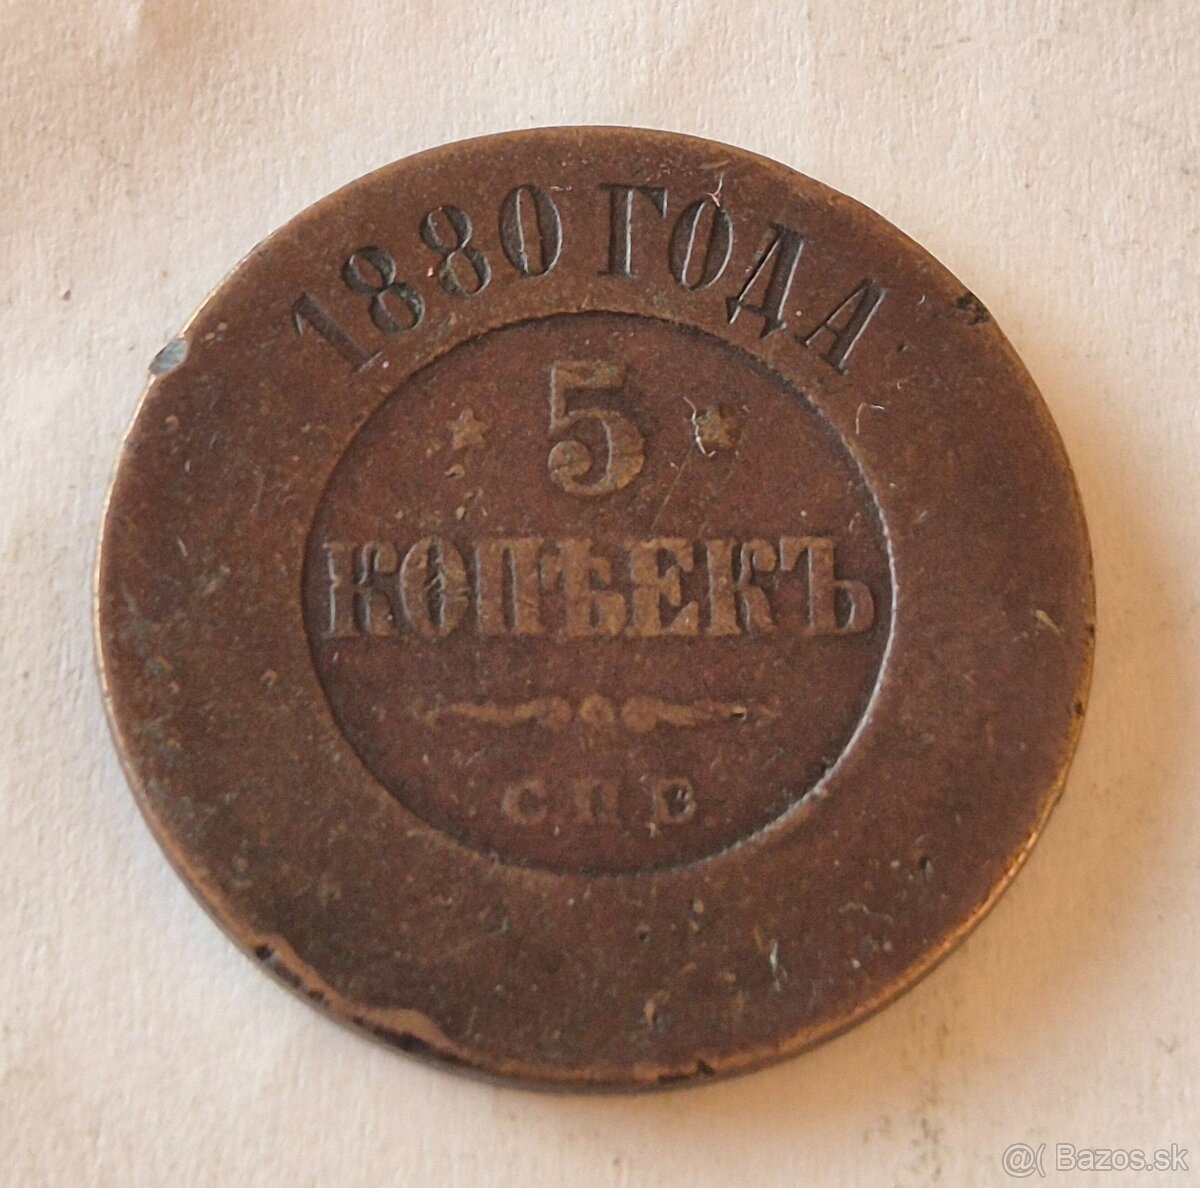 1880 ГОДА
5
КОПѢЕКЪ
С.П.Б.
@( Bazos.sk